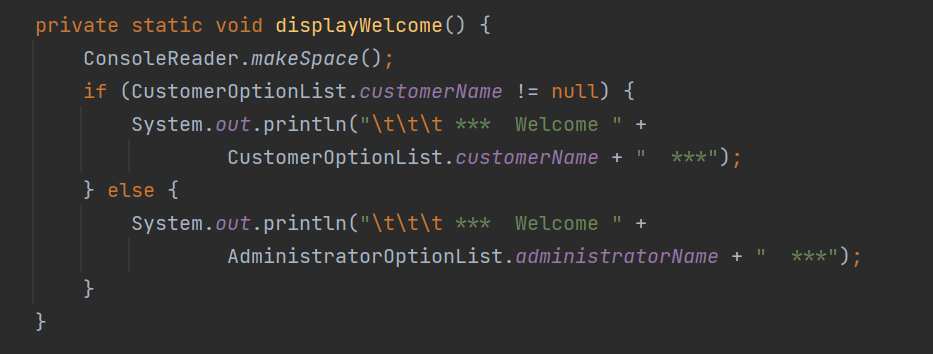 private static void displayWelcome() {
    ConsoleReader.makeSpace();
    if (CustomerOptionList.customerName != null) {
        System.out.println("\t\t\t ***  Welcome " +
                CustomerOptionList.customerName + "  ***");
    } else {
        System.out.println("\t\t\t ***  Welcome " +
                AdministratorOptionList.administratorName + "  ***");
    }
}